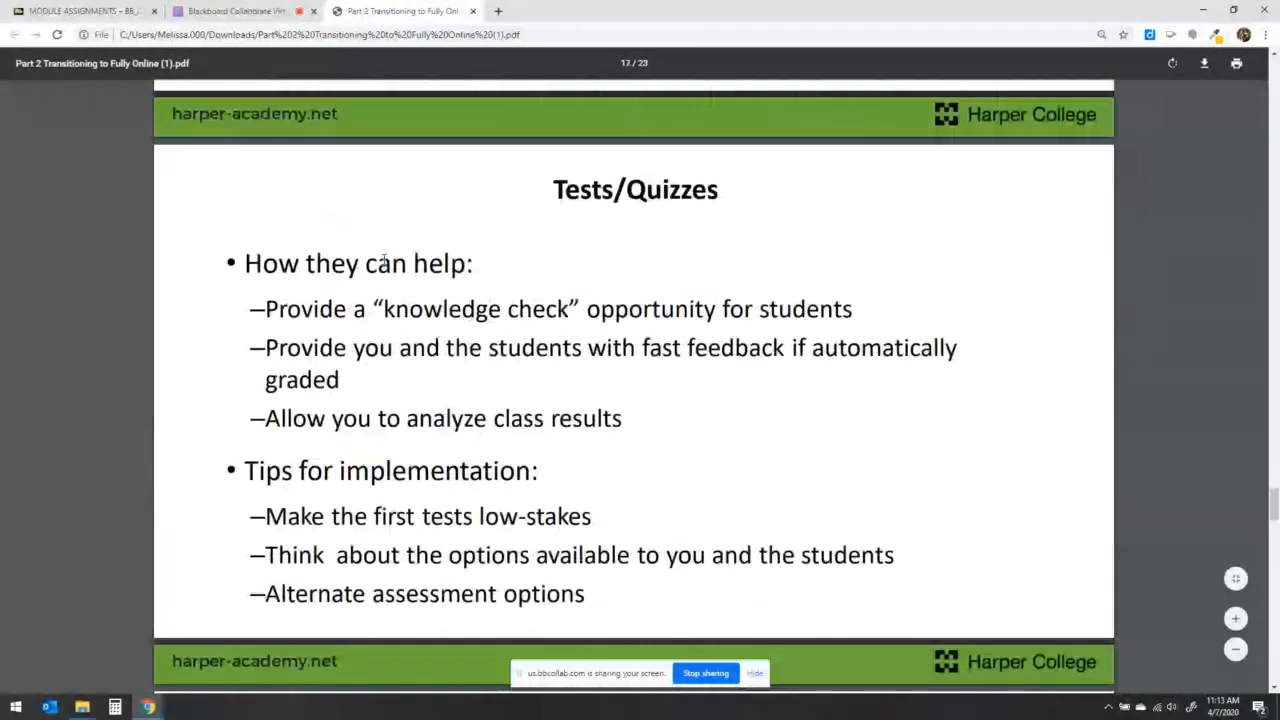 MODULE ASSIGNMENTS – BB_
Blackboard Collaborate Virt
Part 2 Transitioning to Fully Onli
File
C:/Users/Melissa.000/Downloads/Part%202%20Transitioning%20to%20Fully%20Online%20(1).pdf
Part 2 Transitioning to Fully Online (1).pdf
17 / 23
harper-academy.net
Harper College
Tests/Quizzes
• How they can help:
–Provide a “knowledge check” opportunity for students
–Provide you and the students with fast feedback if automatically
graded
–Allow you to analyze class results
• Tips for implementation:
–Make the first tests low-stakes
–Think about the options available to you and the students
–Alternate assessment options
harper-academy.net
Harper College
us.bbcollab.com is sharing your screen.
Stop sharing
Hide
11:13 AM
4/7/2020